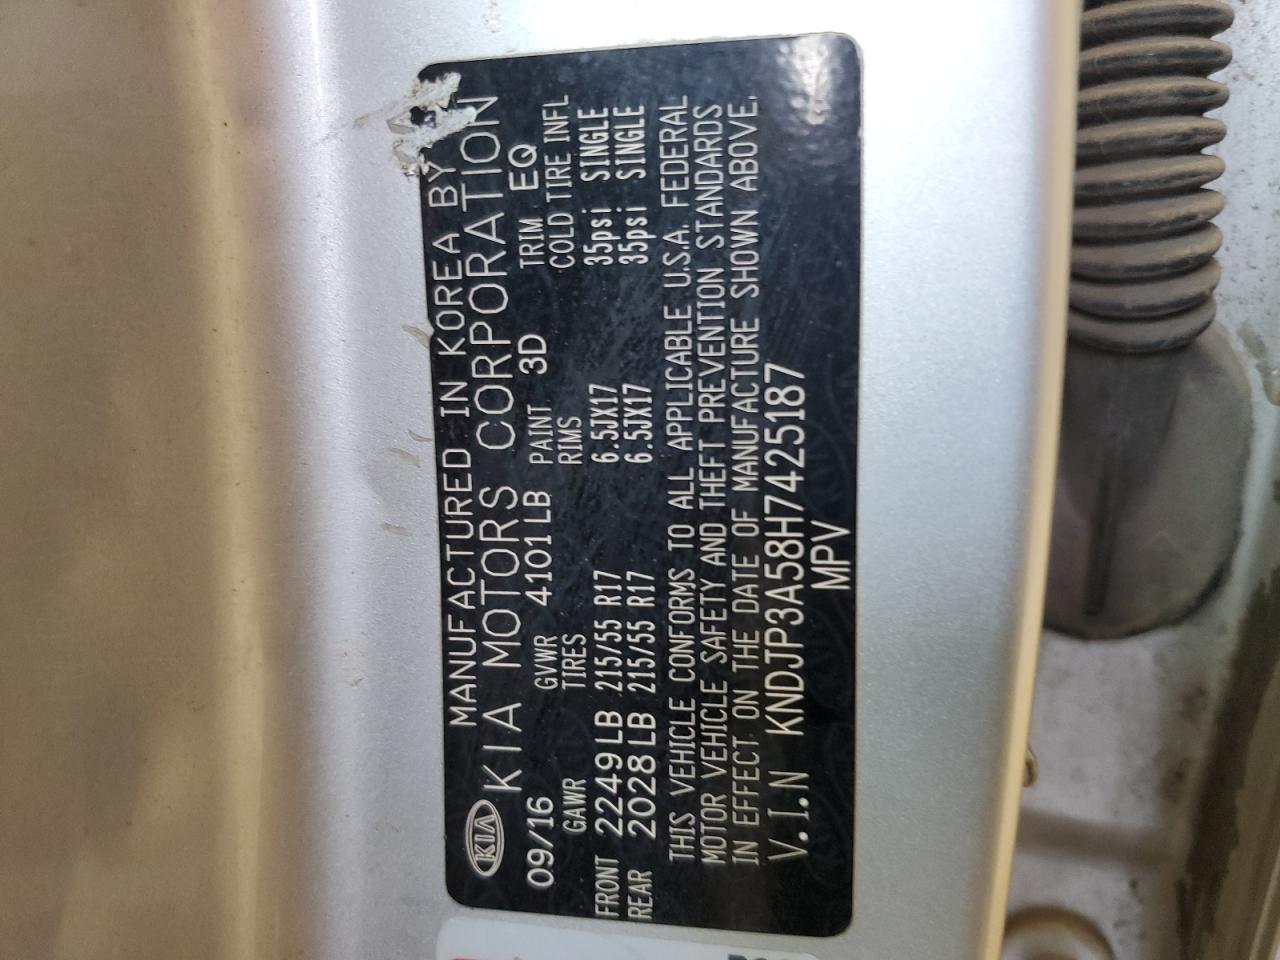 MANUFACTURED IN KOREA BY
KIA KIA MOTORS CORPORATION
09/16 GVWR 4101LB PAINT 3D TRIM EQ
GAWR TIRES RIMS COLD TIRE INFL
FRONT 2249LB 215/55 R17 6.5JX17 35psi SINGLE
REAR 2028LB 215/55 R17 6.5JX17 35psi SINGLE
THIS VEHICLE CONFORMS TO ALL APPLICABLE U.S.A. FEDERAL
MOTOR VEHICLE SAFETY AND THEFT PREVENTION STANDARDS
IN EFFECT ON THE DATE OF MANUFACTURE SHOWN ABOVE.
V.I.N KNDJP3A58H7425187
MPV